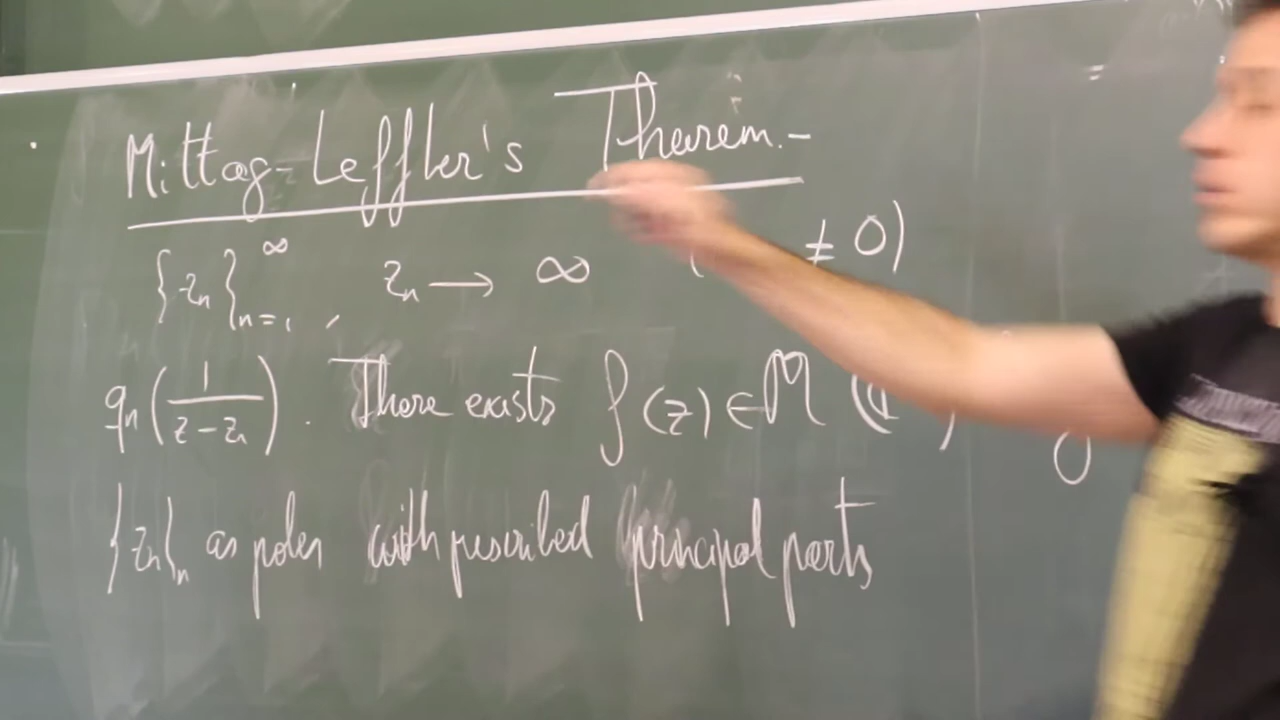 Mittag-Leffler's Theorem.-
{zn}∞n=1, zn → ∞ ( ≠ 0)
qn(1/(z-zn)). There exists f(z) ∈ M (C )
{zn}n as poles with prescribed principal parts